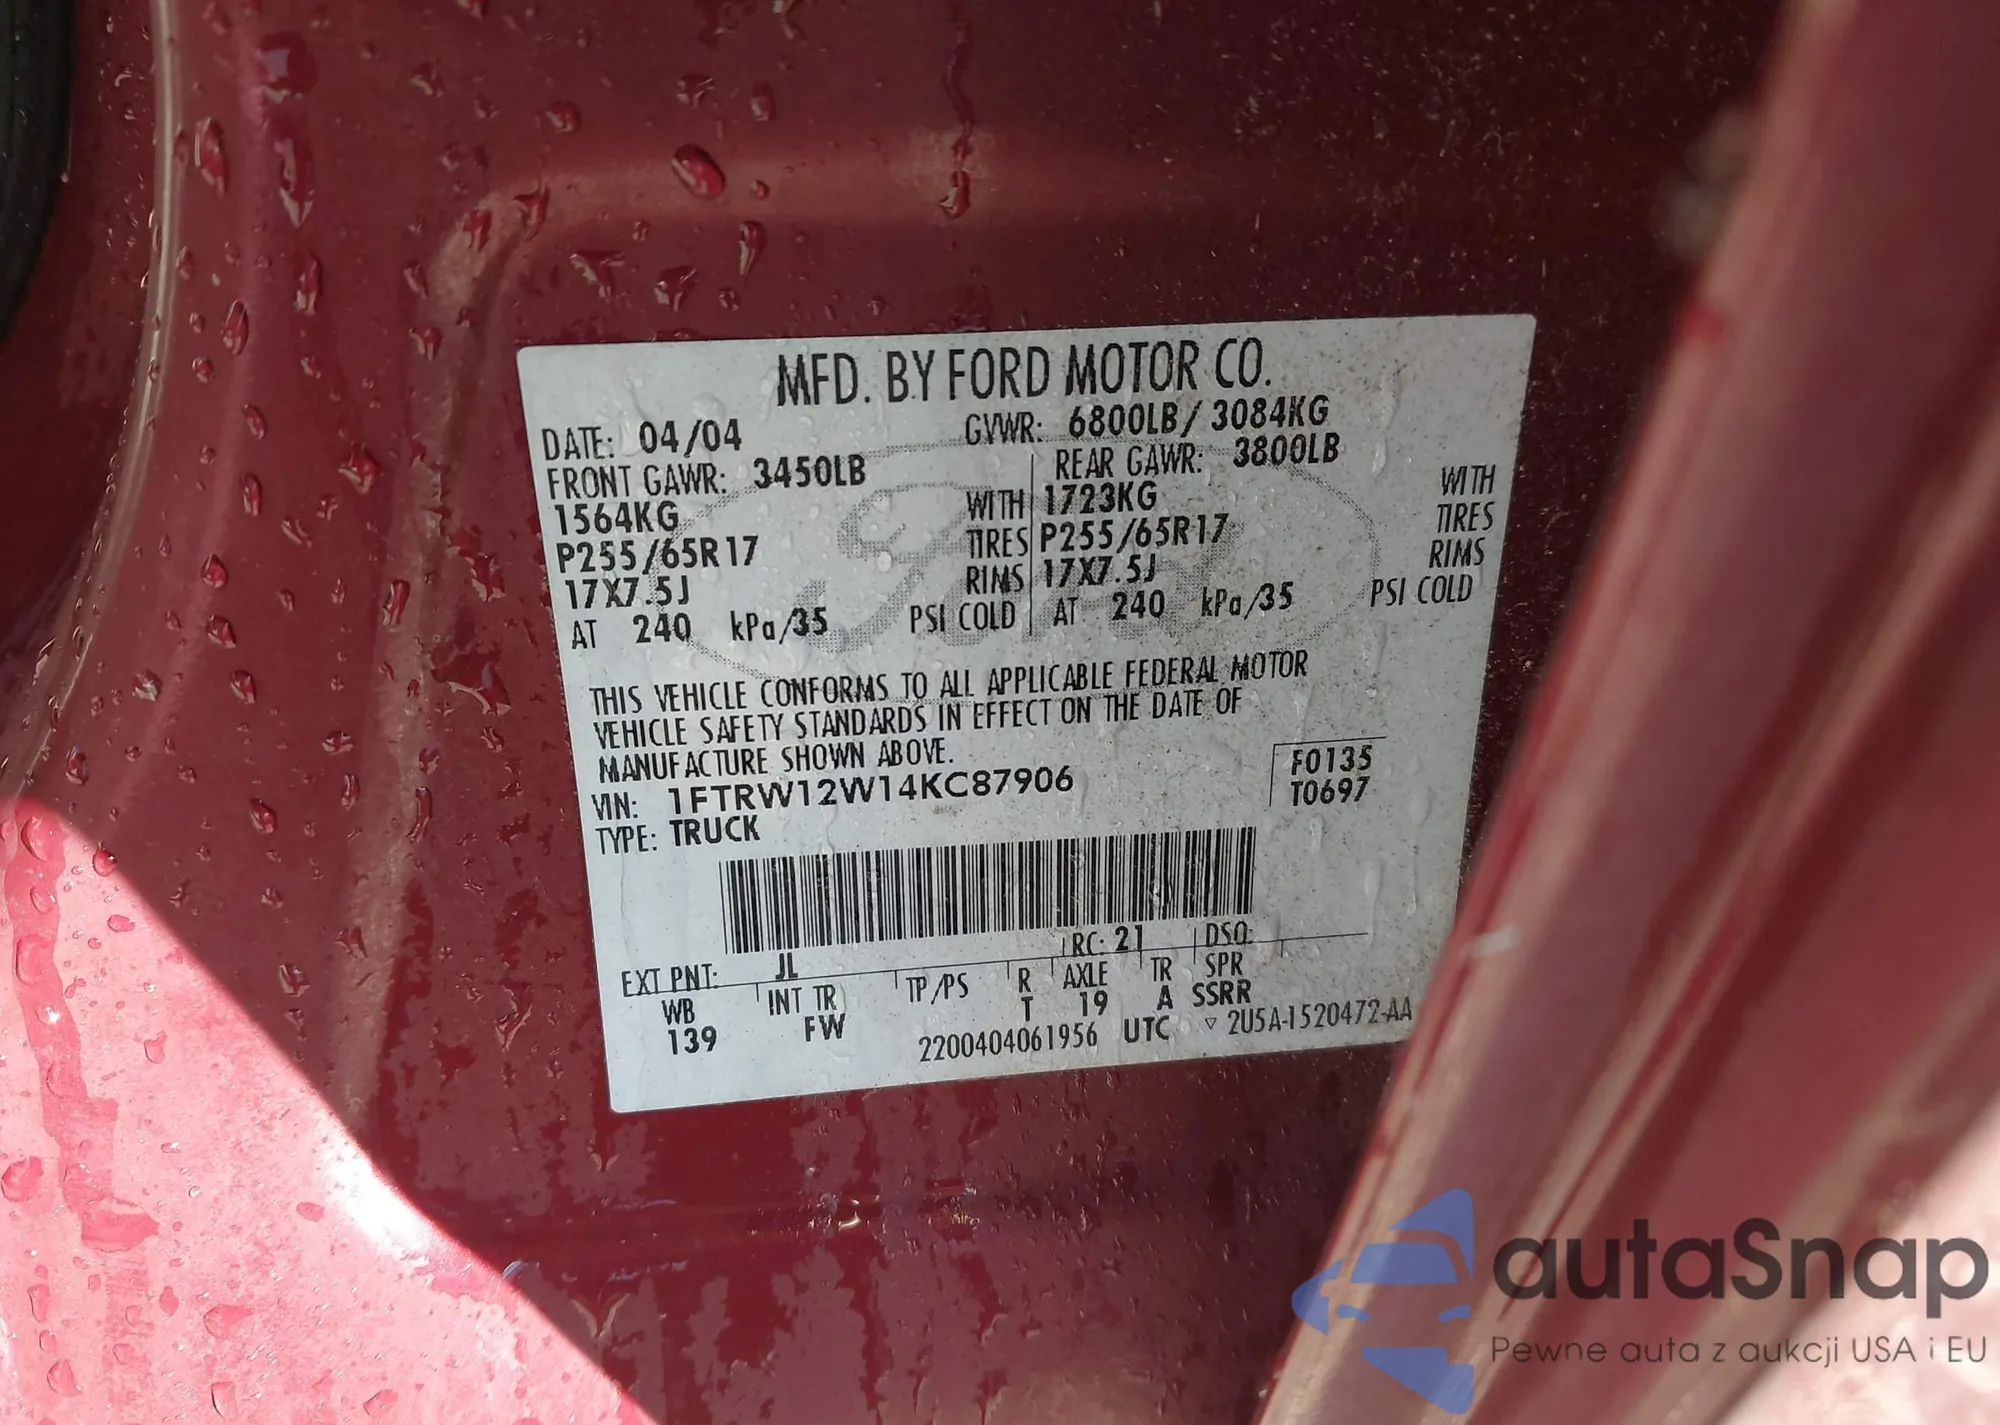 MFD. BY FORD MOTOR CO.
DATE: 04/04 GVWR: 6800LB/ 3084KG
FRONT GAWR: 3450LB REAR GAWR: 3800LB
1564KG WITH 1723KG WITH
P255/65R17 TIRES P255/65R17 TIRES
17X7.5J RIMS 17X7.5J RIMS
AT 240 kPa/35 PSI COLD AT 240 kPa/35 PSI COLD
THIS VEHICLE CONFORMS TO ALL APPLICABLE FEDERAL MOTOR
VEHICLE SAFETY STANDARDS IN EFFECT ON THE DATE OF
MANUFACTURE SHOWN ABOVE.
VIN: 1FTRW12W14KC87906
F0135
T0697
TYPE: TRUCK
EXT PNT: JL RC: 21 DSO:
WB INT TR TP/PS R AXLE TR SPR
139 FW T 19 A SSRR
2200404061956 UTC ▽ 2U5A-1520472-AA
autaSnap
Pewne auta z aukcji USA i EU